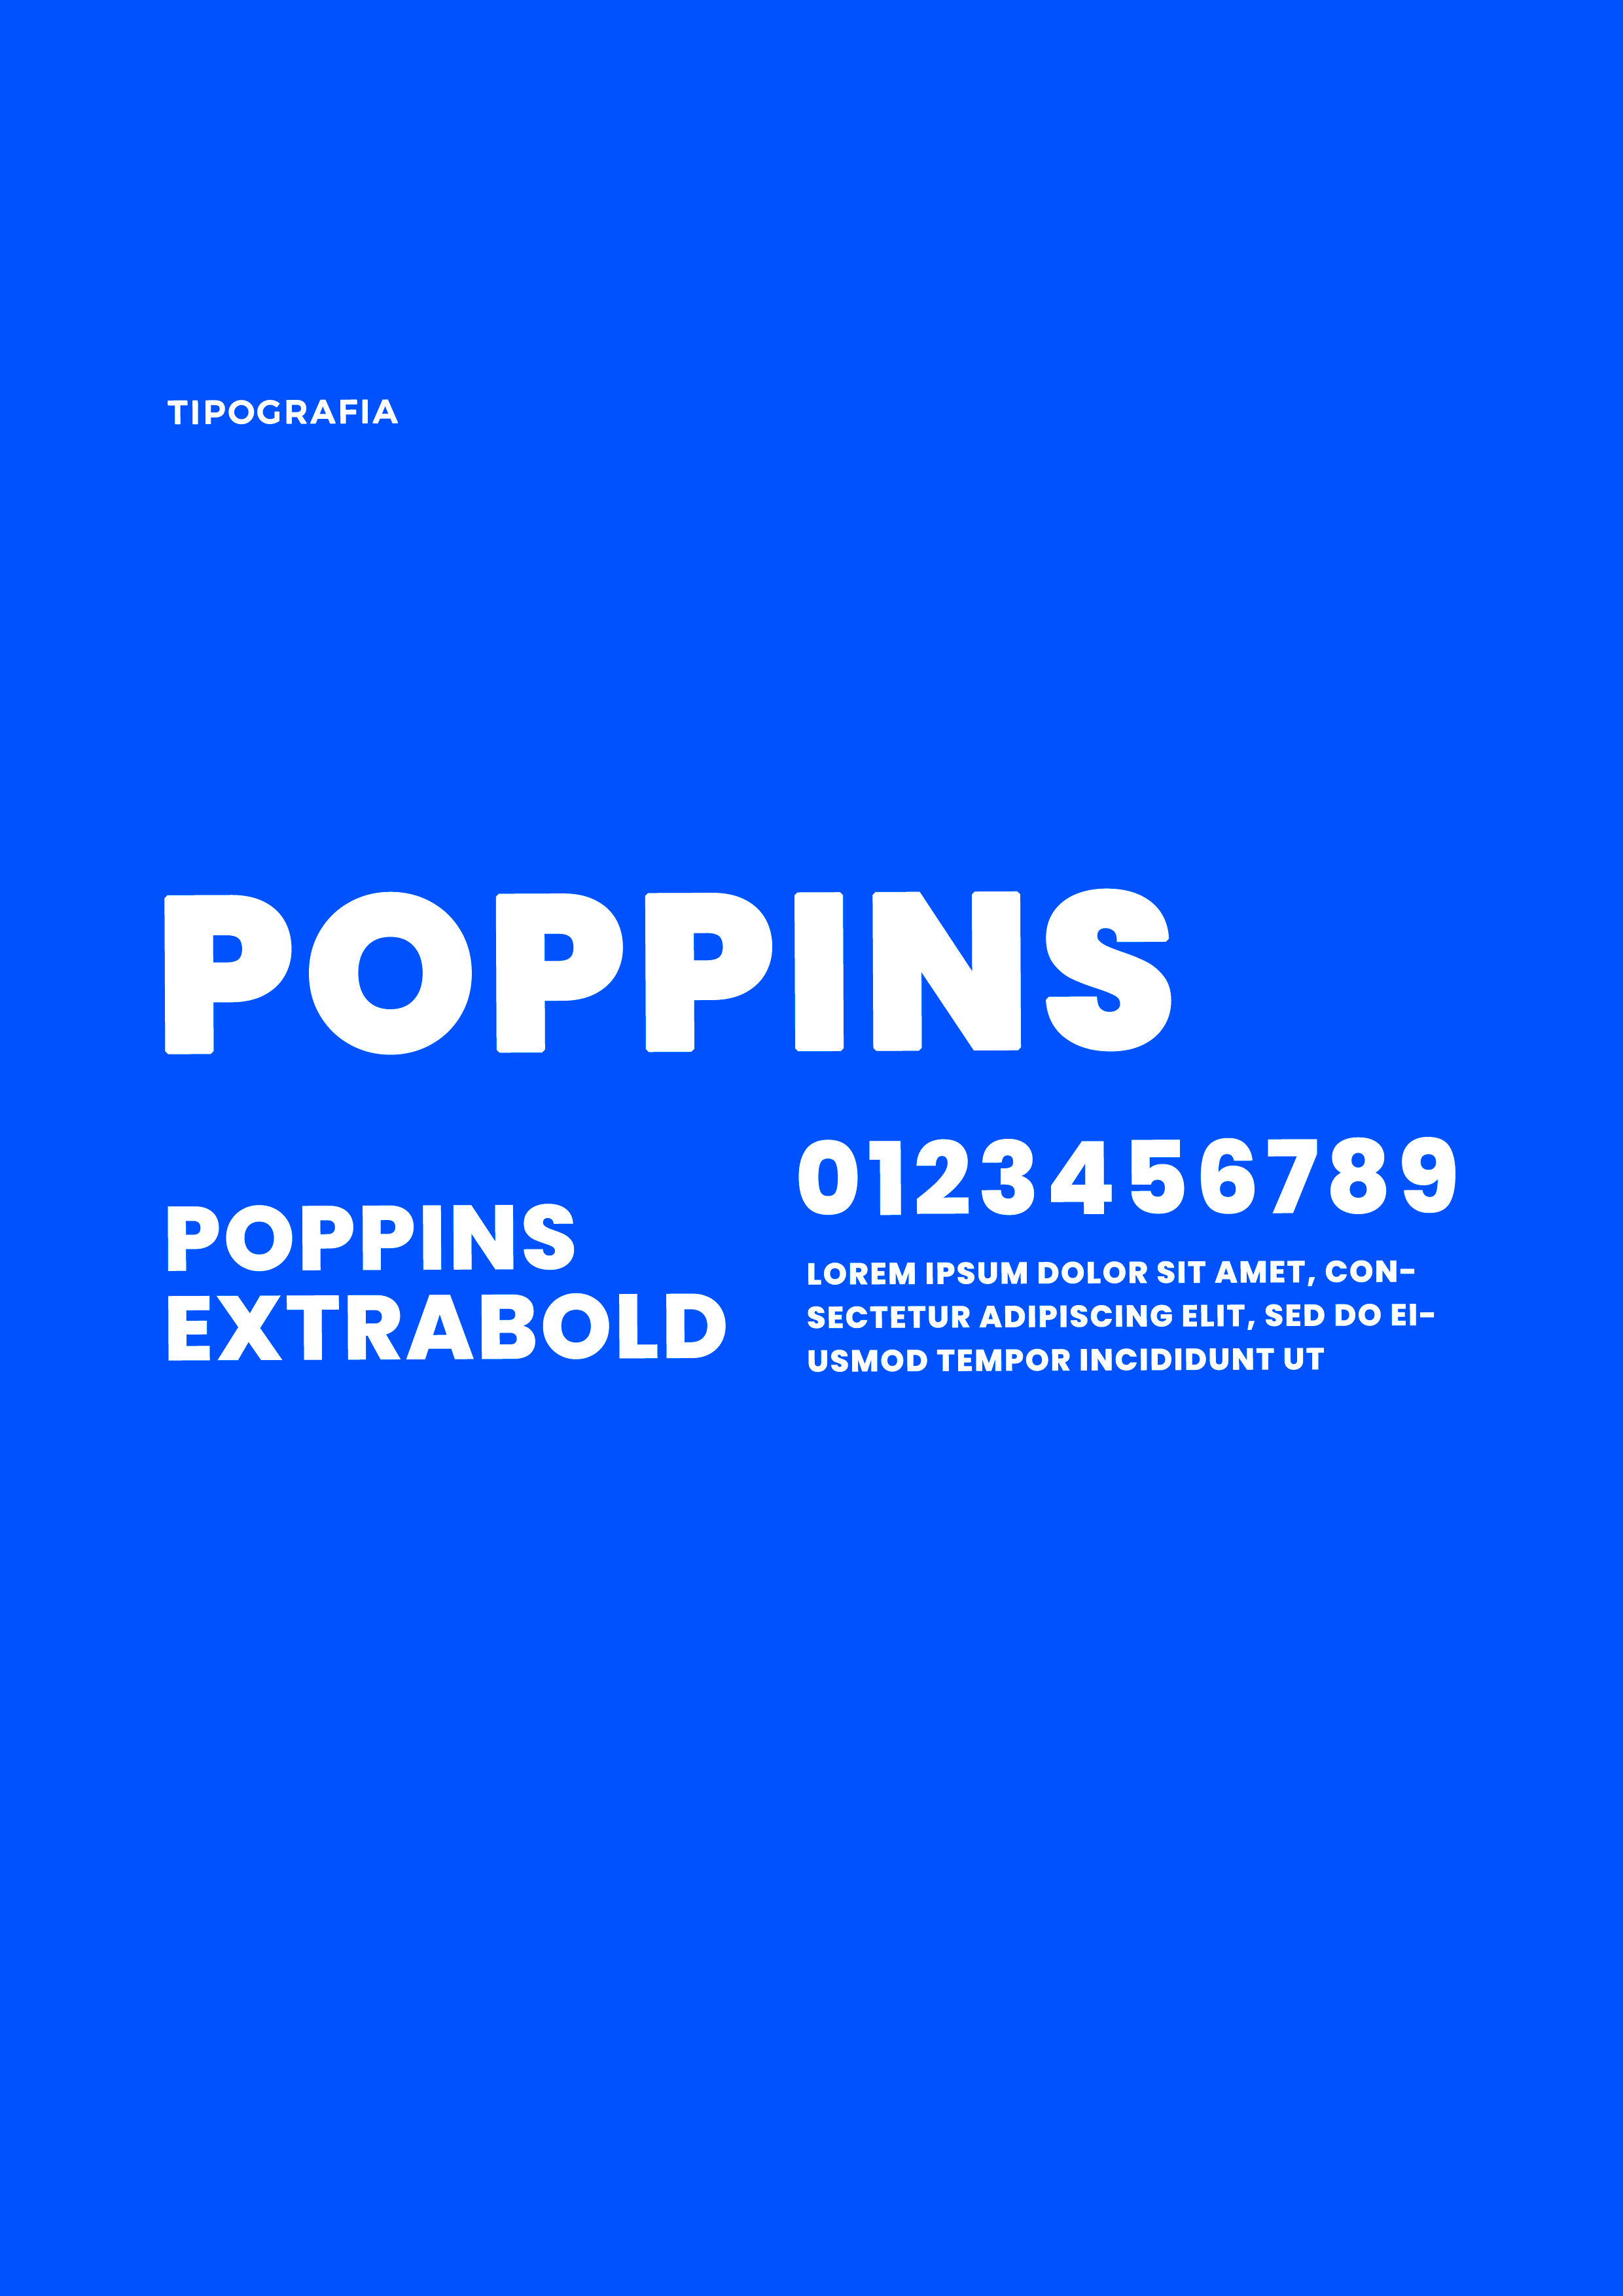 TIPOGRAFIA
POPPINS
POPPINS
EXTRABOLD
0123456789
LOREM IPSUM DOLOR SIT AMET, CON-
SECTETUR ADIPISCING ELIT, SED DO EI-
USMOD TEMPOR INCIDIDUNT UT